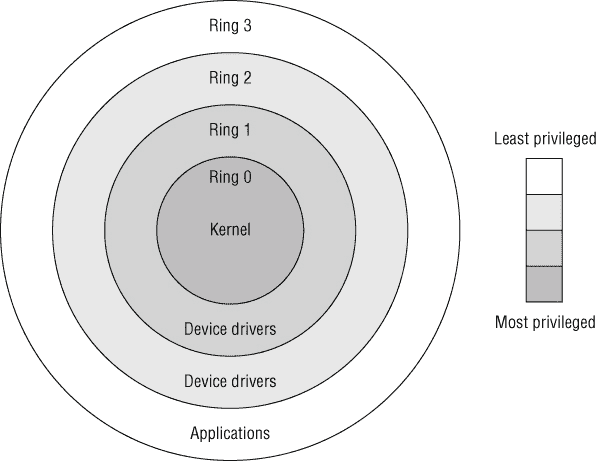 Ring 3
Ring 2
Ring 1
Ring 0
Kernel
Device drivers
Device drivers
Applications
Least privileged
Most privileged